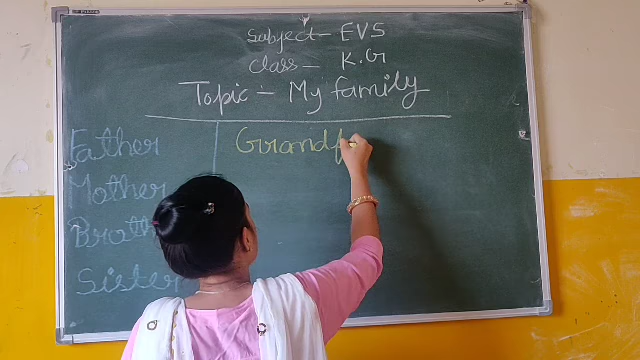 Subject - EVS
Class - K.G
Topic :- My family
Father
Mother
Broth
Sister
Grandf